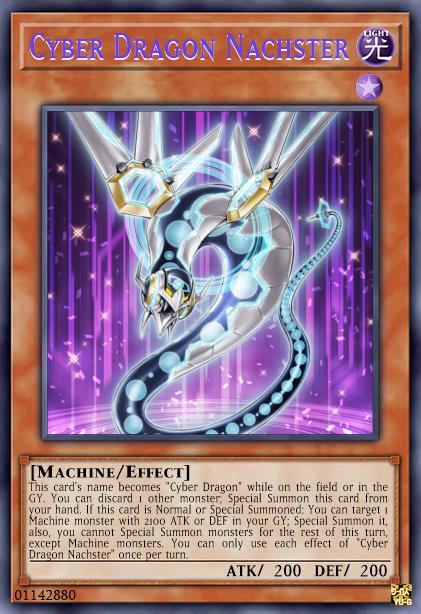 Cyber Dragon Nachster
LIGHT
光
[Machine/Effect]
This card's name becomes "Cyber Dragon" while on the field or in the
GY. You can discard 1 other monster; Special Summon this card from
your hand. If this card is Normal or Special Summoned: You can target 1
Machine monster with 2100 ATK or DEF in your GY; Special Summon it,
also, you cannot Special Summon monsters for the rest of this turn,
except Machine monsters. You can only use each effect of "Cyber
Dragon Nachster" once per turn.
ATK/ 200 DEF/ 200
01142880